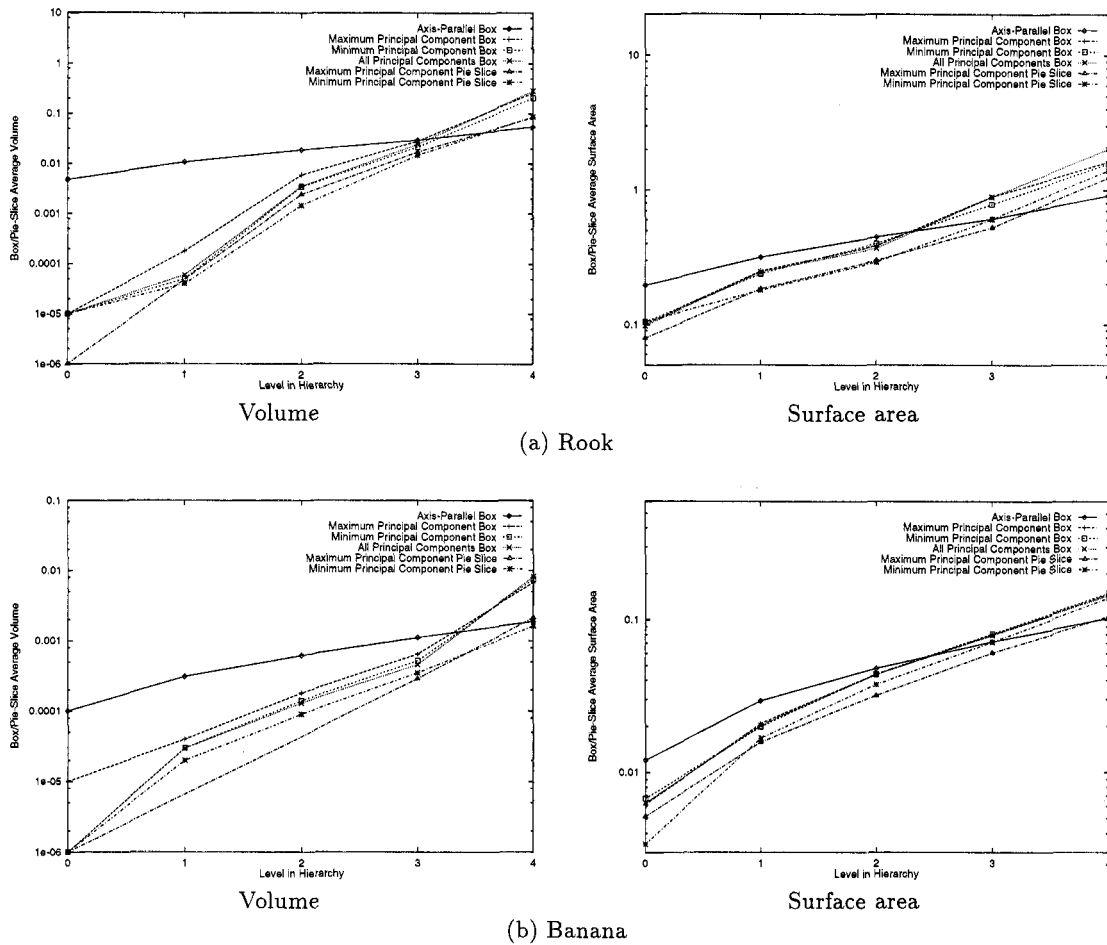 10
1
0.1
0.01
0.001
0.0001
1e-05
1e-06
Box/Pie-Slice Average Volume
Axis-Parallel Box
Maximum Principal Component Box
Minimum Principal Component Box
All Principal Components Box
Maximum Principal Component Pie Slice
Minimum Principal Component Pie Slice
0 1 2 3 4
Level in Hierarchy
Volume
10
1
0.1
Box/Pie-Slice Average Surface Area
Axis-Parallel Box
Maximum Principal Component Box
Minimum Principal Component Box
All Principal Components Box
Maximum Principal Component Pie Slice
Minimum Principal Component Pie Slice
0 1 2 3 4
Level in Hierarchy
Surface area
(a) Rook
0.1
0.01
0.001
0.0001
1e-05
1e-06
Box/Pie-Slice Average Volume
Axis-Parallel Box
Maximum Principal Component Box
Minimum Principal Component Box
All Principal Components Box
Maximum Principal Component Pie Slice
Minimum Principal Component Pie Slice
0 1 2 3 4
Level in Hierarchy
Volume
0.1
0.01
Box/Pie-Slice Average Surface Area
Axis-Parallel Box
Maximum Principal Component Box
Minimum Principal Component Box
All Principal Components Box
Maximum Principal Component Pie Slice
Minimum Principal Component Pie Slice
0 1 2 3 4
Level in Hierarchy
Surface area
(b) Banana